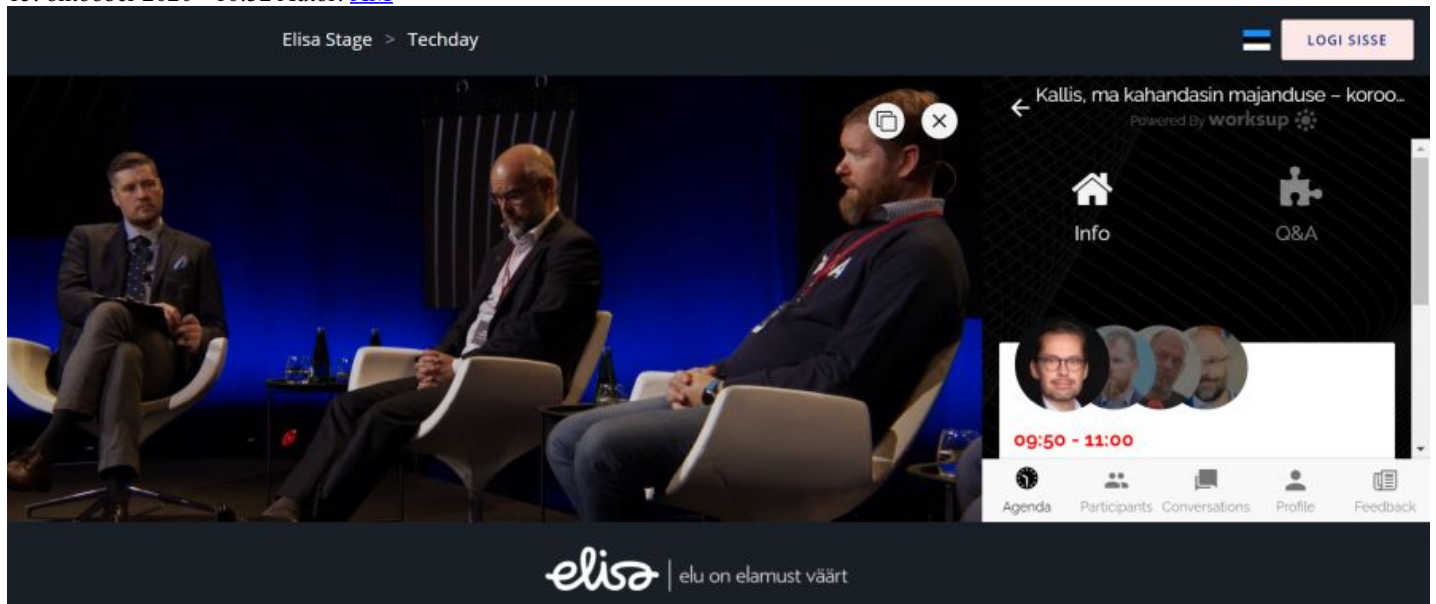 Elisa Stage > Techday
LOGI SISSE
Kallis, ma kahandasin majanduse – koroo...
Powered By worksup
Info
Q&A
09:50 - 11:00
Agenda
Participants
Conversations
Profile
Feedback
elisa | elu on elamust väärt